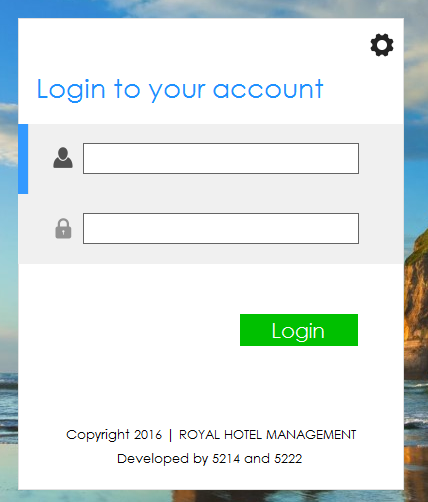 Login to your account
Login
Copyright 2016 | ROYAL HOTEL MANAGEMENT
Developed by 5214 and 5222